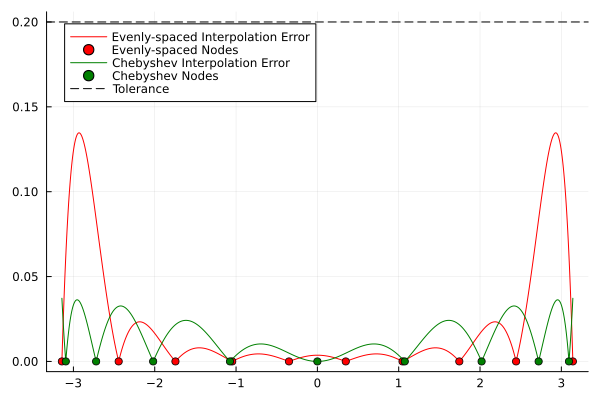 0.20
Evenly-spaced Interpolation Error
Evenly-spaced Nodes
Chebyshev Interpolation Error
Chebyshev Nodes
Tolerance
0.15
0.10
0.05
0.00
−3 −2 −1 0 1 2 3